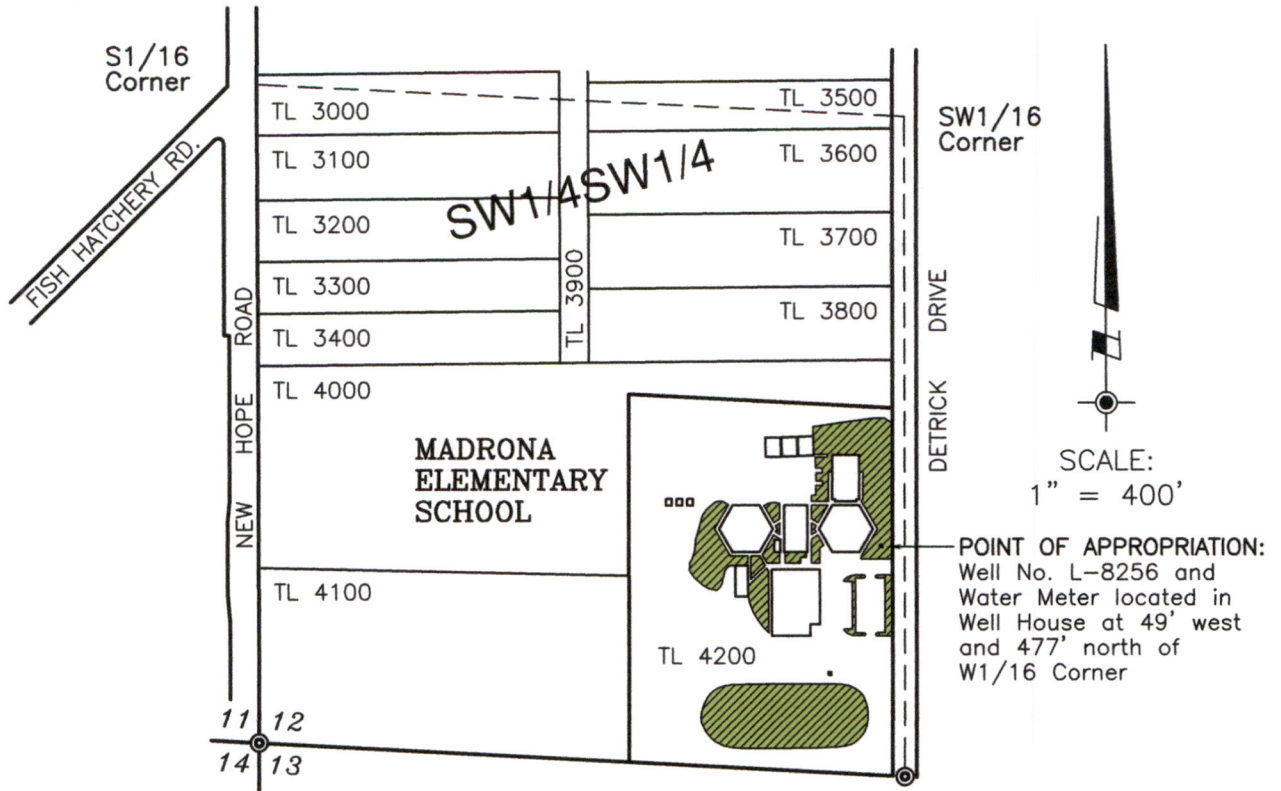 S1/16
Corner
FISH HATCHERY RD.
NEW HOPE ROAD
TL 3000
TL 3100
TL 3200
TL 3300
TL 3400
SW1/4SW1/4
TL 3900
TL 3500
TL 3600
TL 3700
TL 3800
SW1/16
Corner
DETRICK DRIVE
SCALE:
1" = 400'
TL 4000
MADRONA
ELEMENTARY
SCHOOL
POINT OF APPROPRIATION:
Well No. L-8256 and
Water Meter located in
Well House at 49' west
and 477' north of
W1/16 Corner
TL 4100
TL 4200
11 12
14 13